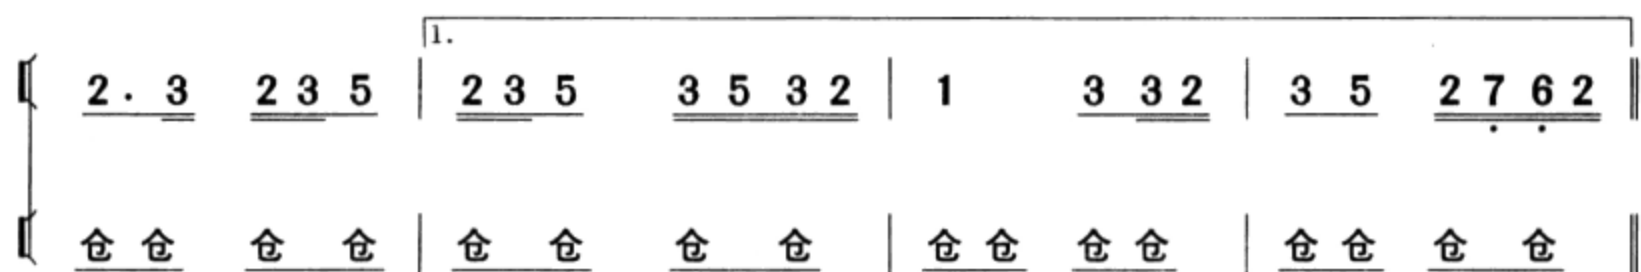 1.
2 . 3 2 3 5 | 2 3 5 3 5 3 2 | 1 3 3 2 | 3 5 2 7 6 2
仓 仓 仓 仓 | 仓 仓 仓 仓 | 仓 仓 仓 仓 | 仓 仓 仓 仓